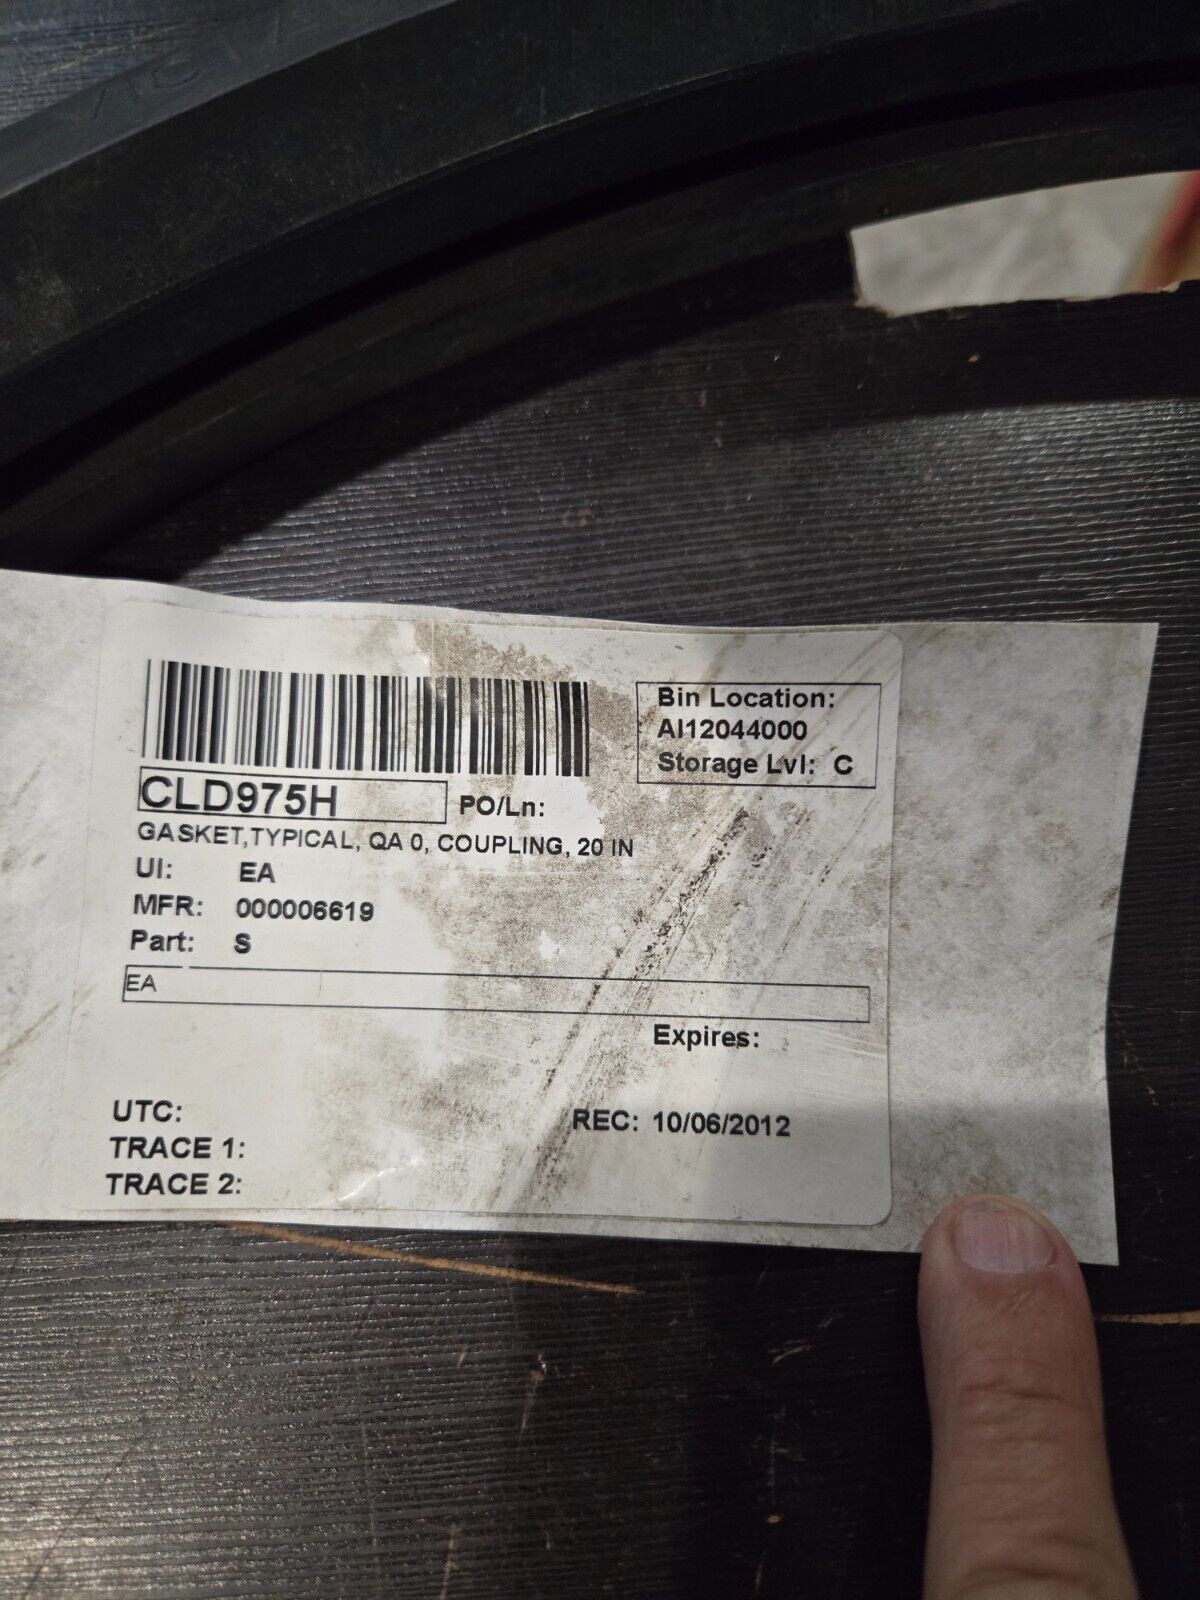 CLD975H
PO/Ln:
GASKET,TYPICAL, QA 0, COUPLING, 20 IN
UI: EA
MFR: 000006619
Part: S
EA
Expires:
UTC:
REC: 10/06/2012
TRACE 1:
TRACE 2:
Bin Location:
AI12044000
Storage Lvl: C